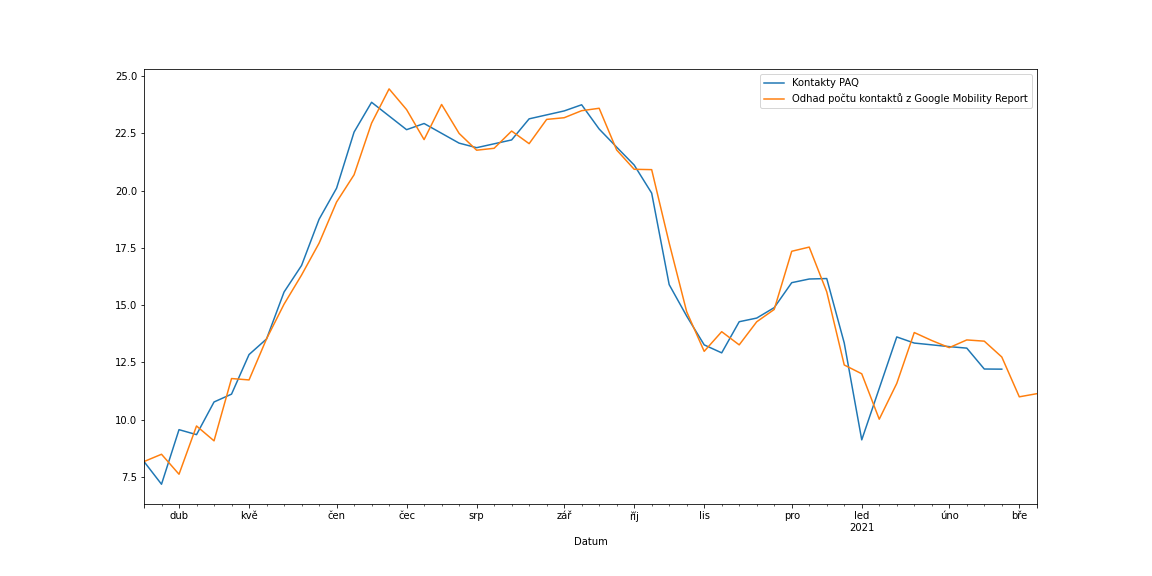 Kontakty PAQ
Odhad počtu kontaktů z Google Mobility Report
25.0
22.5
20.0
17.5
15.0
12.5
10.0
7.5
dub kvě čen čec srp zář říj lis pro led úno bře
2021
Datum